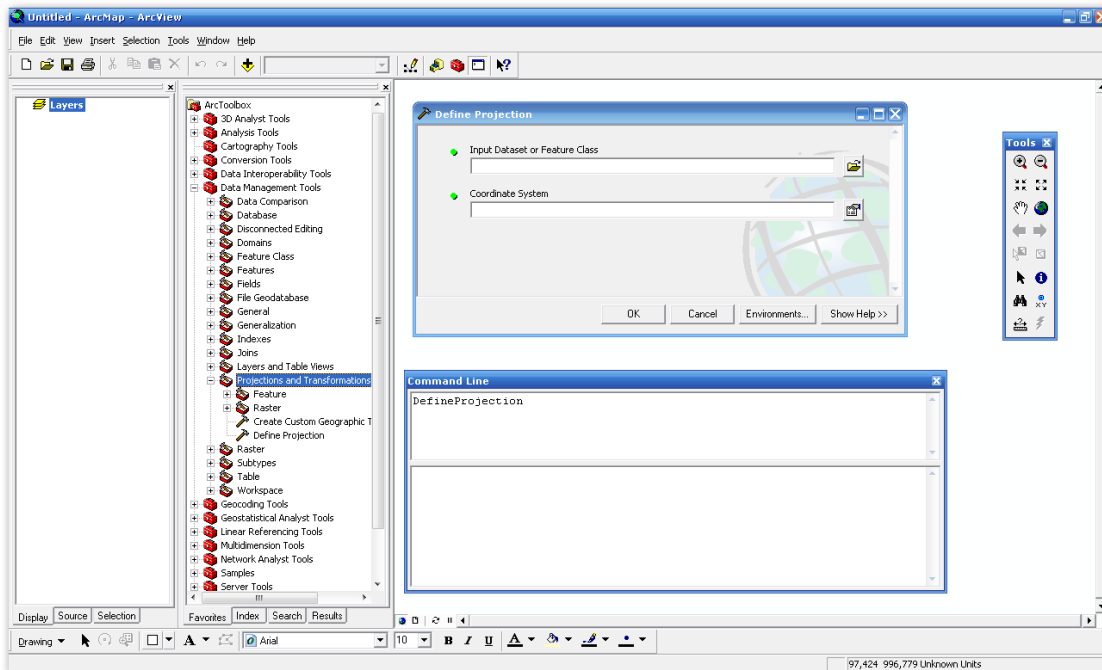 Untitled - ArcMap - ArcView
File Edit View Insert Selection Tools Window Help
Layers
ArcToolbox
3D Analyst Tools
Analysis Tools
Cartography Tools
Conversion Tools
Data Interoperability Tools
Data Management Tools
Data Comparison
Database
Disconnected Editing
Domains
Feature Class
Features
Fields
File Geodatabase
General
Generalization
Indexes
Joins
Layers and Table Views
Projections and Transformations
Feature
Raster
Create Custom Geographic T
Define Projection
Raster
Subtypes
Table
Workspace
Geocoding Tools
Geostatistical Analyst Tools
Linear Referencing Tools
Multidimension Tools
Network Analyst Tools
Samples
Server Tools
Display Source Selection
Favorites Index Search Results
Define Projection
Input Dataset or Feature Class
Coordinate System
OK Cancel Environments... Show Help >>
Command Line
DefineProjection
Tools
XY
Drawing A Arial 10 B I U A
97,424 996,779 Unknown Units